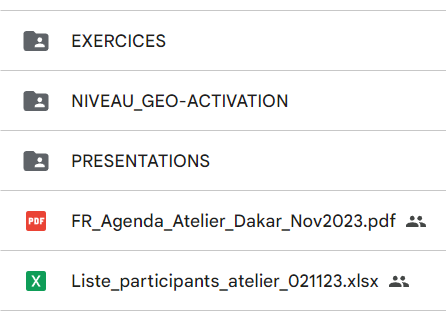 EXERCICES
NIVEAU_GEO-ACTIVATION
PRESENTATIONS
PDF FR_Agenda_Atelier_Dakar_Nov2023.pdf
X Liste_participants_atelier_021123.xlsx